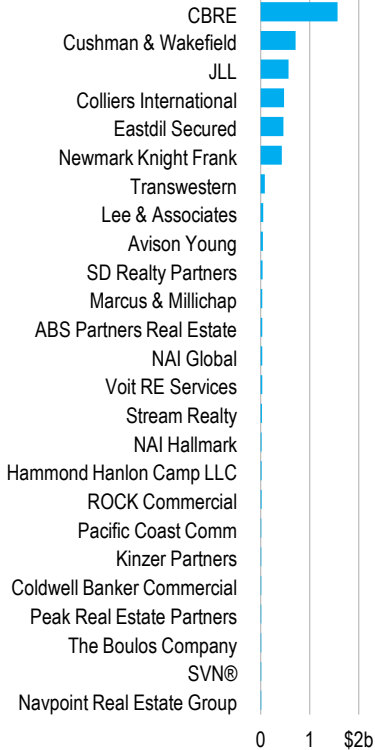 CBRE
Cushman & Wakefield
JLL
Colliers International
Eastdil Secured
Newmark Knight Frank
Transwestern
Lee & Associates
Avison Young
SD Realty Partners
Marcus & Millichap
ABS Partners Real Estate
NAI Global
Voit RE Services
Stream Realty
NAI Hallmark
Hammond Hanlon Camp LLC
ROCK Commercial
Pacific Coast Comm
Kinzer Partners
Coldwell Banker Commercial
Peak Real Estate Partners
The Boulos Company
SVN®
Navpoint Real Estate Group
0 1 $2b